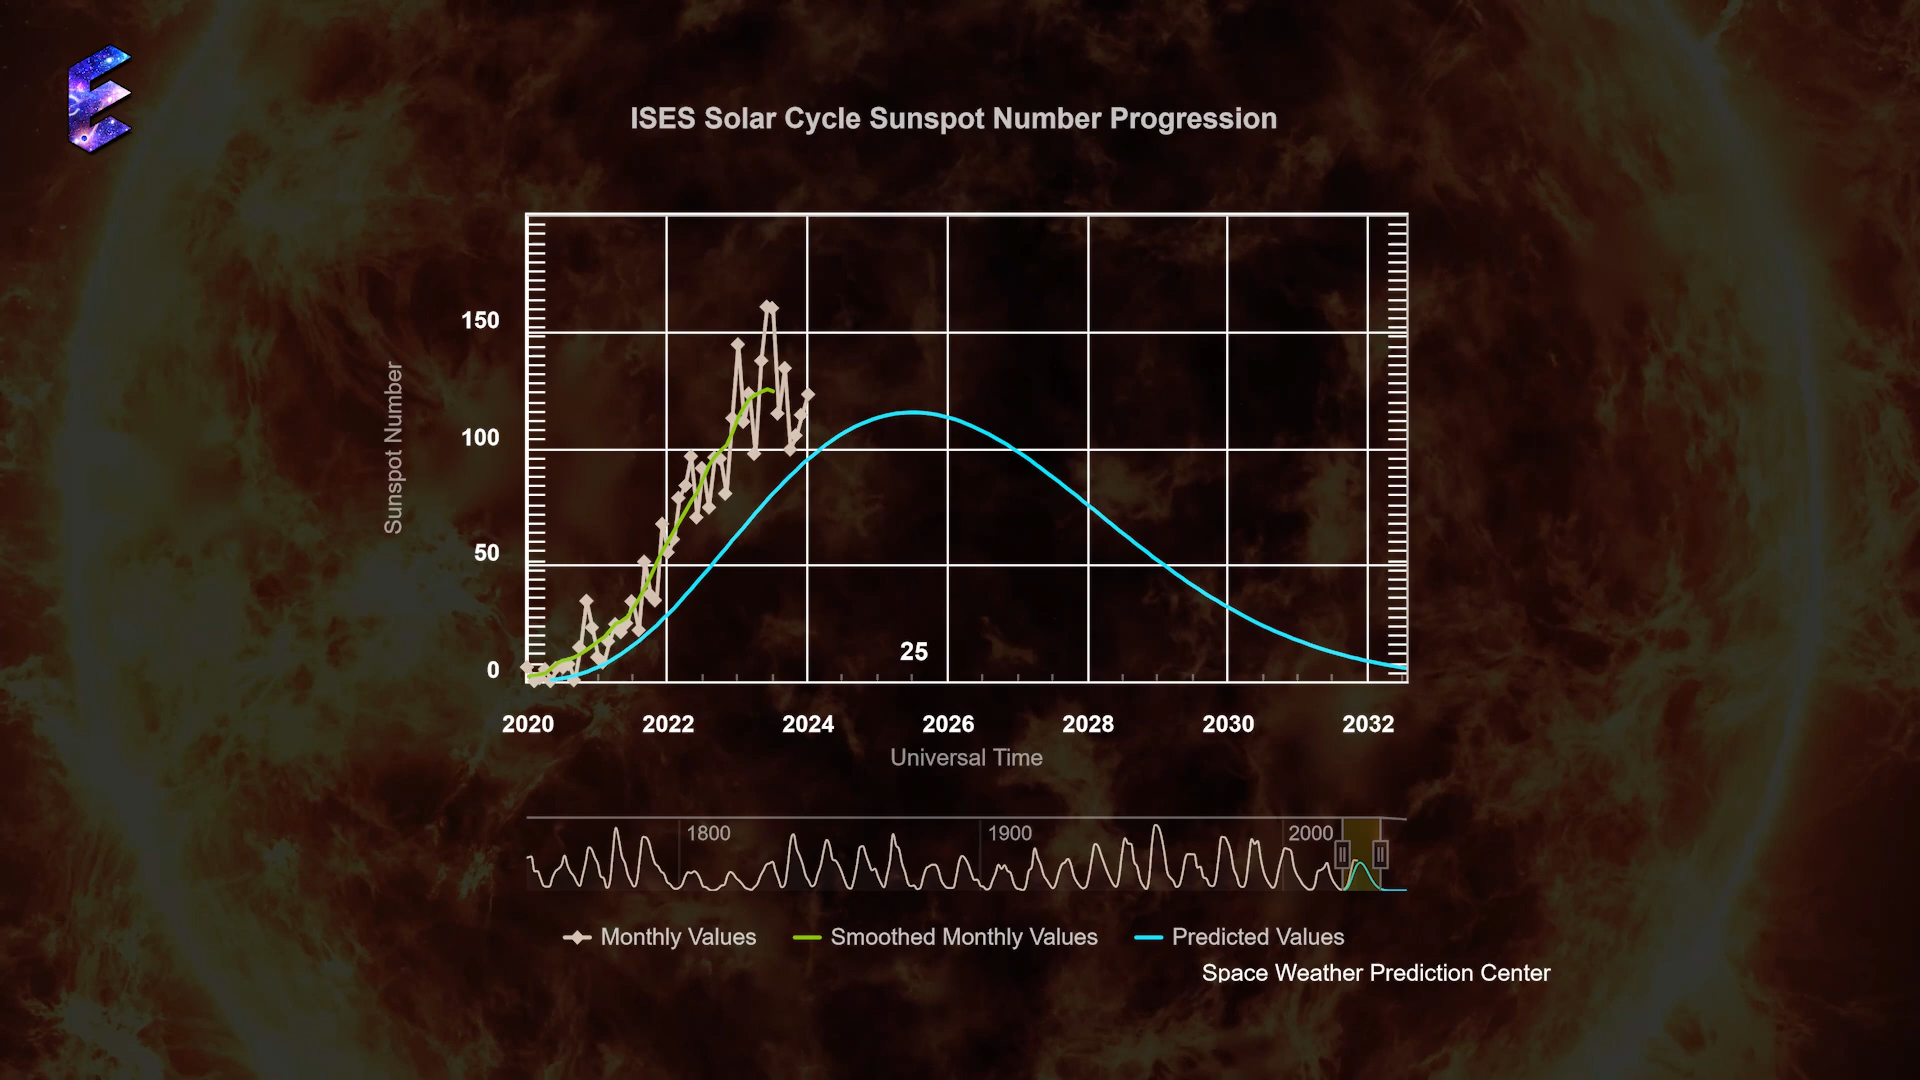 ISES Solar Cycle Sunspot Number Progression
Sunspot Number
150
100
50
0
25
2020 2022 2024 2026 2028 2030 2032
Universal Time
1800 1900 2000
Monthly Values Smoothed Monthly Values Predicted Values
Space Weather Prediction Center